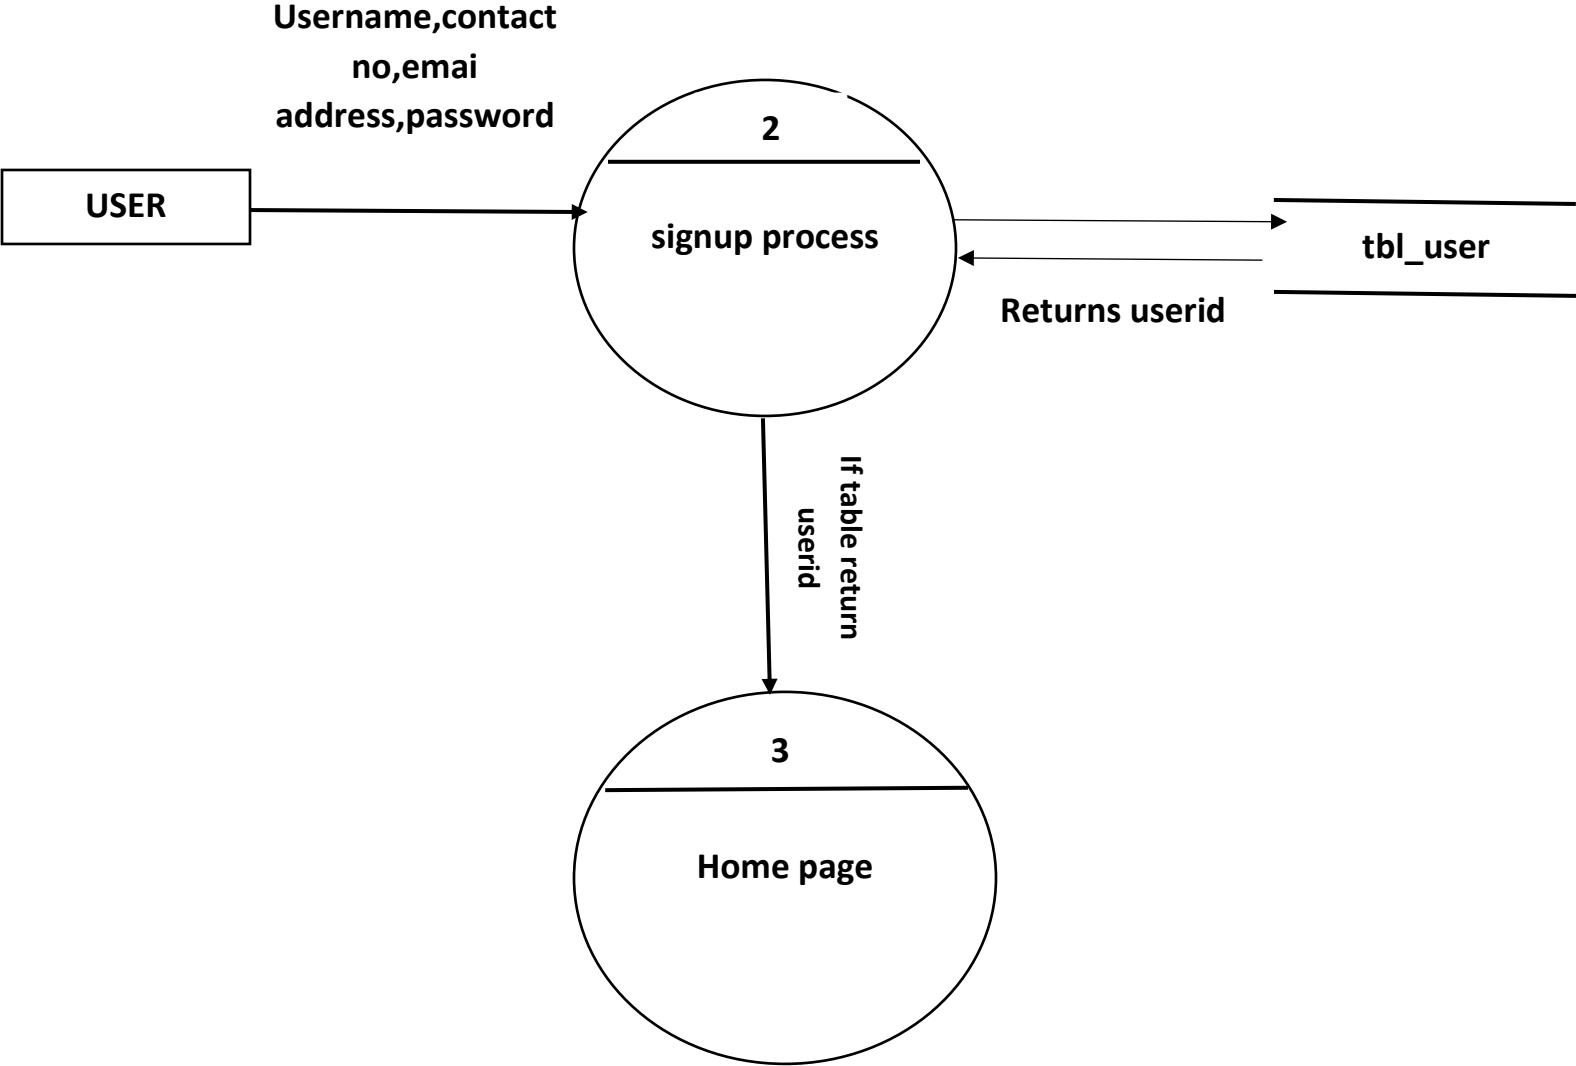 Username,contact
no,emai
address,password
2
USER
signup process
tbl_user
Returns userid
If table return
userid
3
Home page